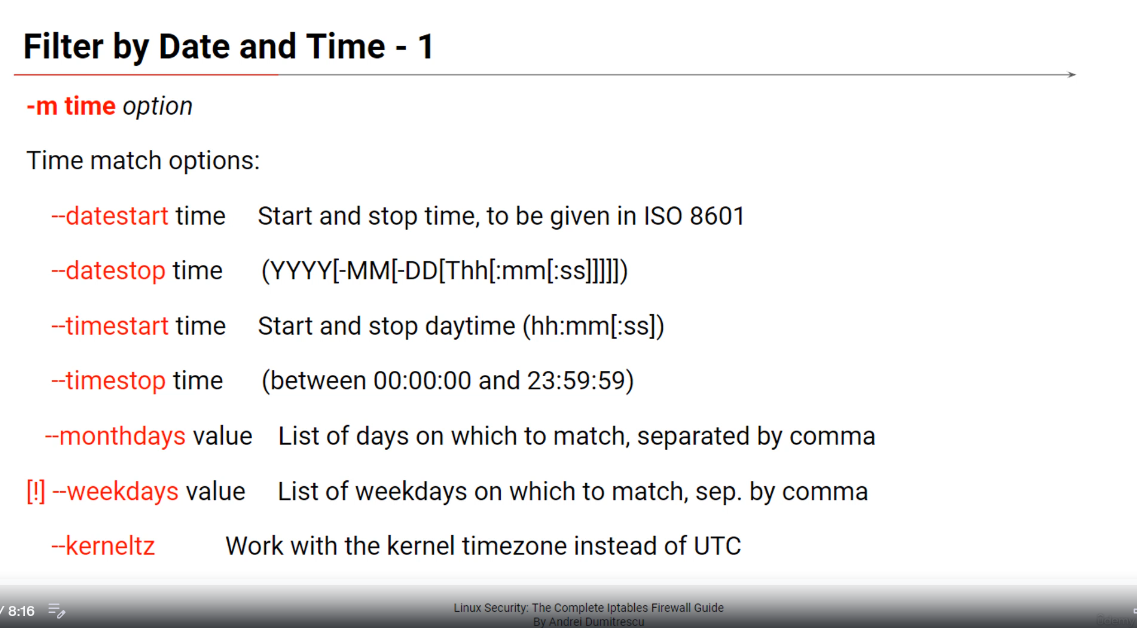 Filter by Date and Time - 1
-m time option
Time match options:
--datestart time Start and stop time, to be given in ISO 8601
--datestop time (YYYY[-MM[-DD[Thh[:mm[:ss]]]]])
--timestart time Start and stop daytime (hh:mm[:ss])
--timestop time (between 00:00:00 and 23:59:59)
--monthdays value List of days on which to match, separated by comma
[!] --weekdays value List of weekdays on which to match, sep. by comma
--kerneltz Work with the kernel timezone instead of UTC
/ 8:16
Linux Security: The Complete Iptables Firewall Guide
By Andrei Dumitrescu